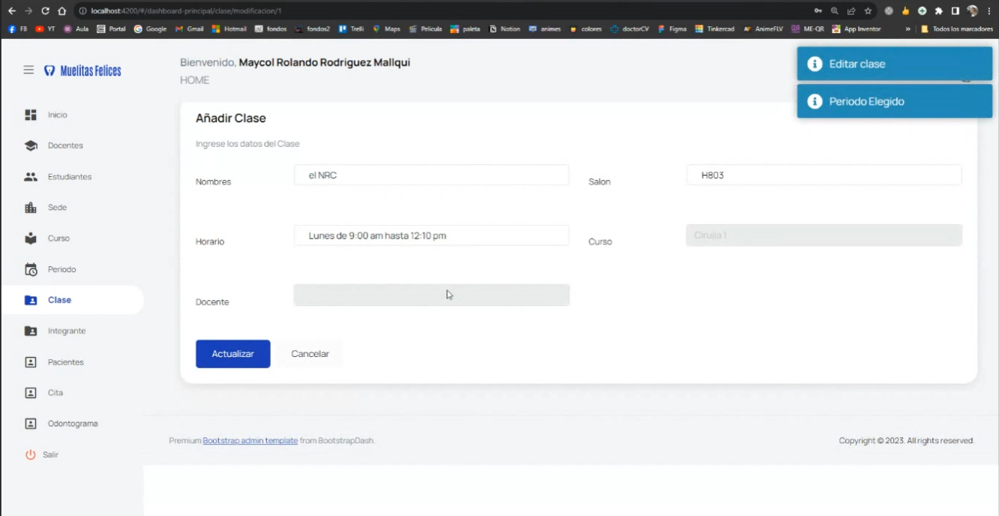 localhost:4200/#/dashboard-principal/clase/modificacion/1
FB YT Aula Portal Google Gmail Hotmail fondos fondos2 Trelli Maps Pelicula paleta Notion animes colores doctorCV Figma Tinkercad AnimeFLV ME-QR App Inventor » Todos los marcadores
Muelitas Felices
Bienvenido, Maycol Rolando Rodriguez Mallqui
HOME
Editar clase
Periodo Elegido
Inicio
Docentes
Estudiantes
Sede
Curso
Periodo
Clase
Integrante
Pacientes
Cita
Odontograma
Salir
Añadir Clase
Ingrese los datos del Clase
Nombres el NRC Salon H803
Horario Lunes de 9:00 am hasta 12:10 pm Curso Cirujia 1
Docente
Actualizar Cancelar
Premium Bootstrap admin template from BootstrapDash. Copyright © 2023. All rights reserved.